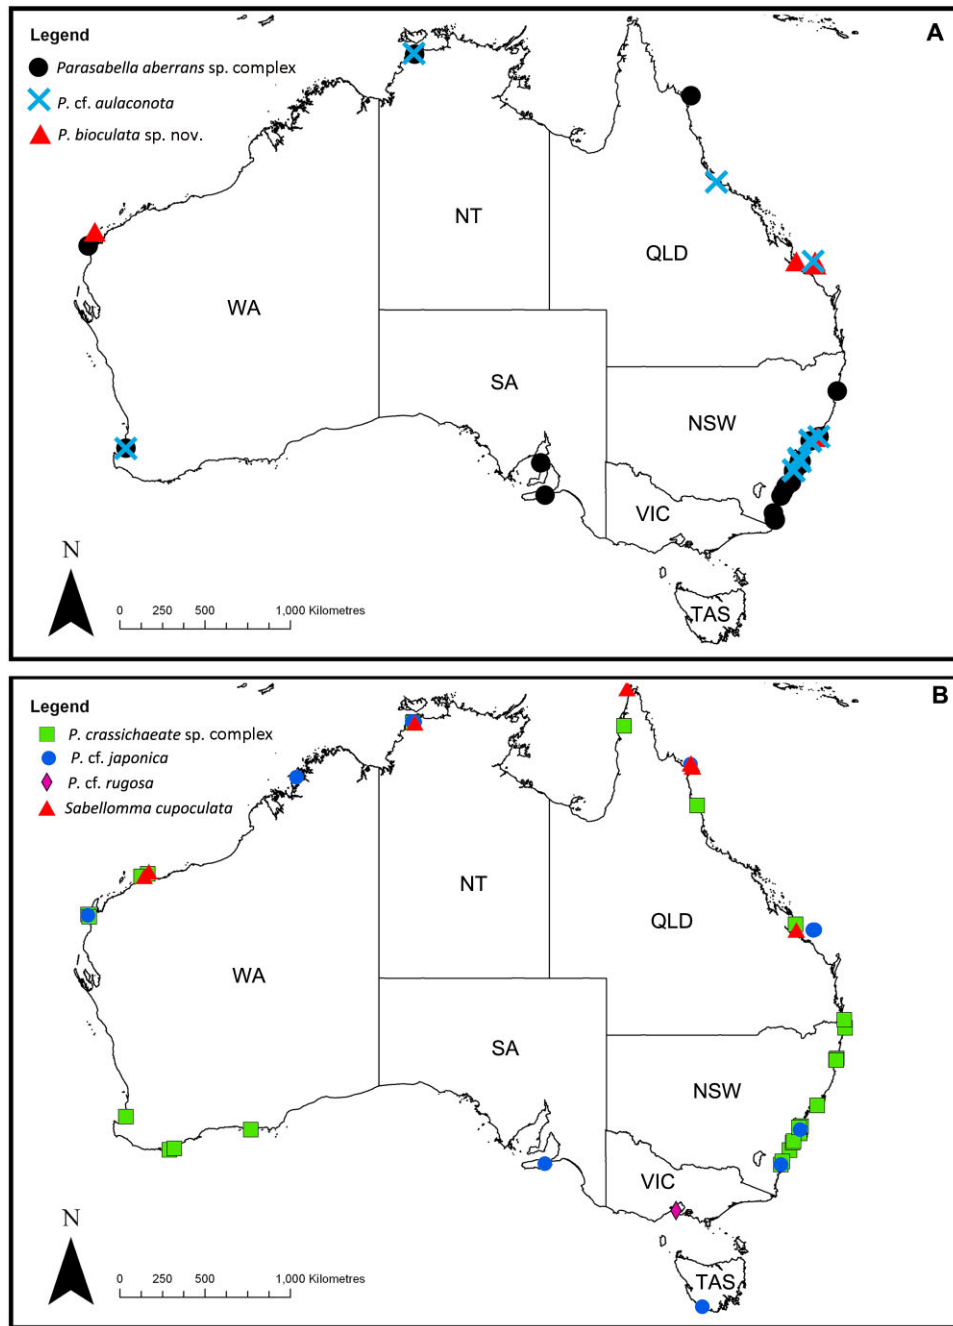 A
Legend
Parasabella aberrans sp. complex
P. cf. aulaconota
P. bioculata sp. nov.
NT
QLD
WA
SA
NSW
VIC
TAS
N
0 250 500 1,000 Kilometres
B
Legend
P. crassichaeate sp. complex
P. cf. japonica
P. cf. rugosa
Sabellomma cupoculata
NT
QLD
WA
SA
NSW
VIC
TAS
N
0 250 500 1,000 Kilometres